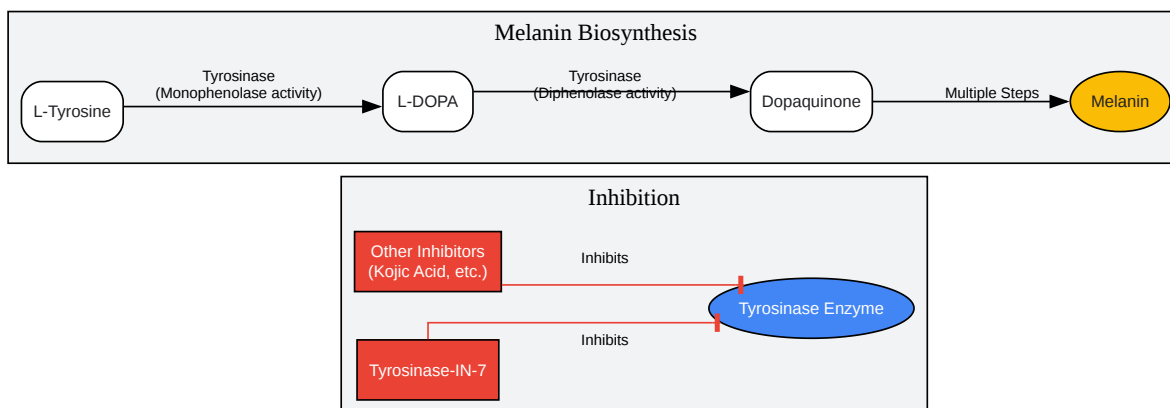 Melanin Biosynthesis
L-Tyrosine
Tyrosinase
(Monophenolase activity)
L-DOPA
Tyrosinase
(Diphenolase activity)
Dopaquinone
Multiple Steps
Melanin
Inhibition
Other Inhibitors
(Kojic Acid, etc.)
Inhibits
Tyrosinase Enzyme
Inhibits
Tyrosinase-IN-7